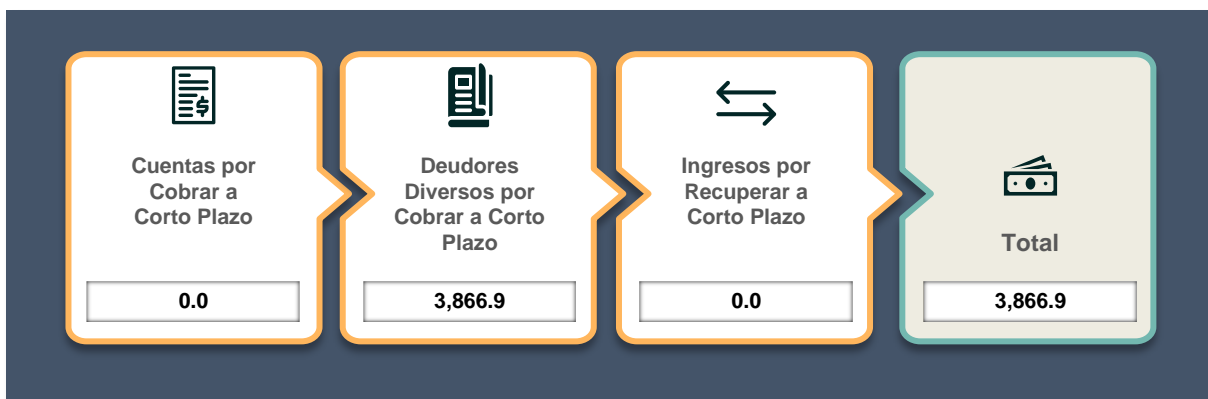 Cuentas por
Cobrar a
Corto Plazo
0.0
Deudores
Diversos por
Cobrar a Corto
Plazo
3,866.9
Ingresos por
Recuperar a
Corto Plazo
0.0
Total
3,866.9